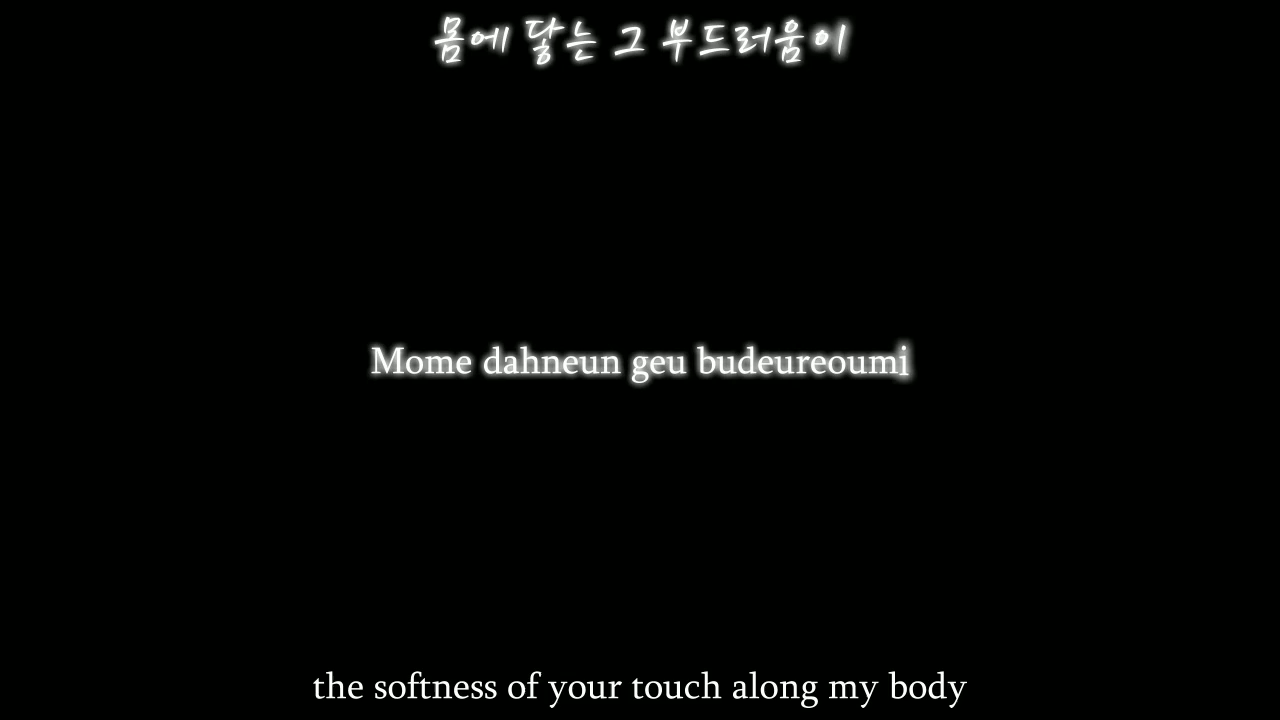 몸에 닿는 그 부드러움이
Mome dahneun geu budeureoumi
the softness of your touch along my body